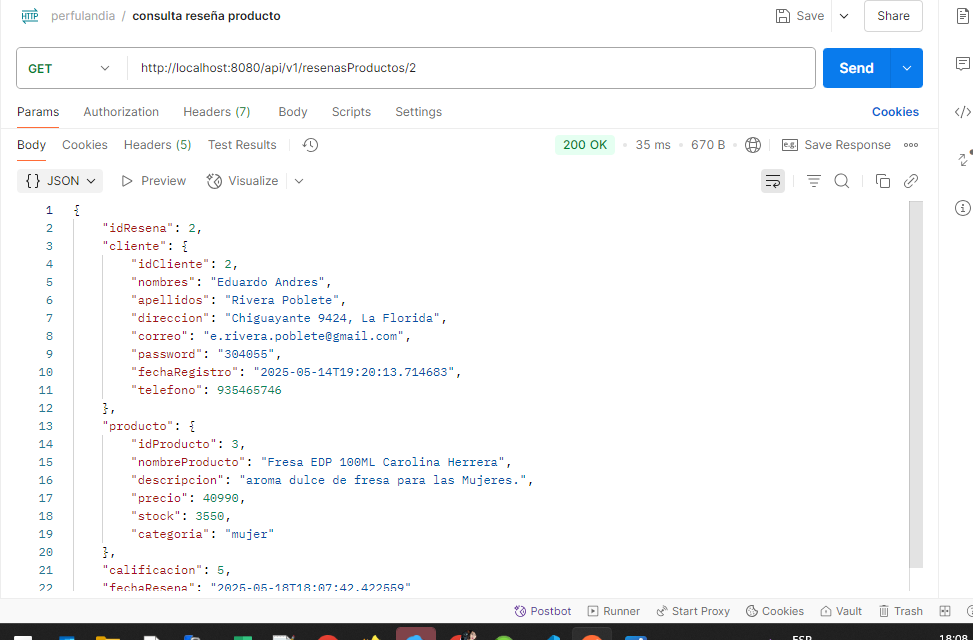 HTTP perfulandia / consulta reseña producto Save Share
GET http://localhost:8080/api/v1/resenasProductos/2 Send
Params Authorization Headers (7) Body Scripts Settings Cookies
Body Cookies Headers (5) Test Results 200 OK • 35 ms • 670 B • e.g. Save Response
{} JSON Preview Visualize
1 {
2 "idResena": 2,
3 "cliente": {
4 "idCliente": 2,
5 "nombres": "Eduardo Andres",
6 "apellidos": "Rivera Poblete",
7 "direccion": "Chiguayante 9424, La Florida",
8 "correo": "e.rivera.poblete@gmail.com",
9 "password": "304055",
10 "fechaRegistro": "2025-05-14T19:20:13.714683",
11 "telefono": 935465746
12 },
13 "producto": {
14 "idProducto": 3,
15 "nombreProducto": "Fresa EDP 100ML Carolina Herrera",
16 "descripcion": "aroma dulce de fresa para las Mujeres.",
17 "precio": 40990,
18 "stock": 3550,
19 "categoria": "mujer"
20 },
21 "calificacion": 5,
22 "fechaResena": "2025-05-18T18:07:42.422559"
Postbot Runner Start Proxy Cookies Vault Trash
ESP 18:08